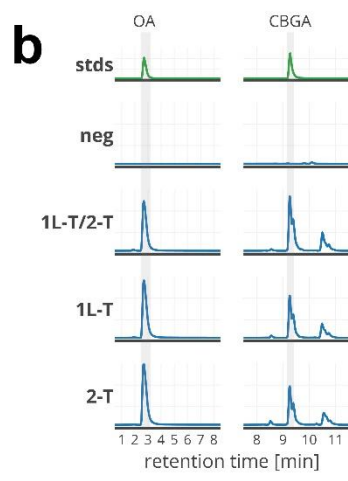 b
OA CBGA
stds
neg
1L-T/2-T
1L-T
2-T
1 2 3 4 5 6 7 8 8 9 10 11
retention time [min]